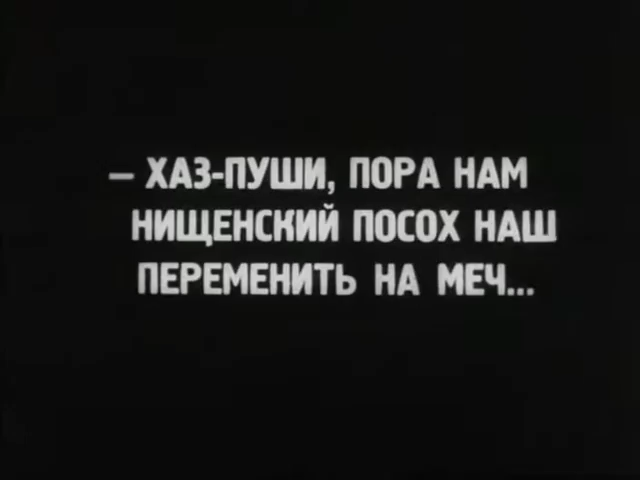 – ХАЗ-ПУШИ, ПОРА НАМ
НИЩЕНСКИЙ ПОСОХ НАШ
ПЕРЕМЕНИТЬ НА МЕЧ...